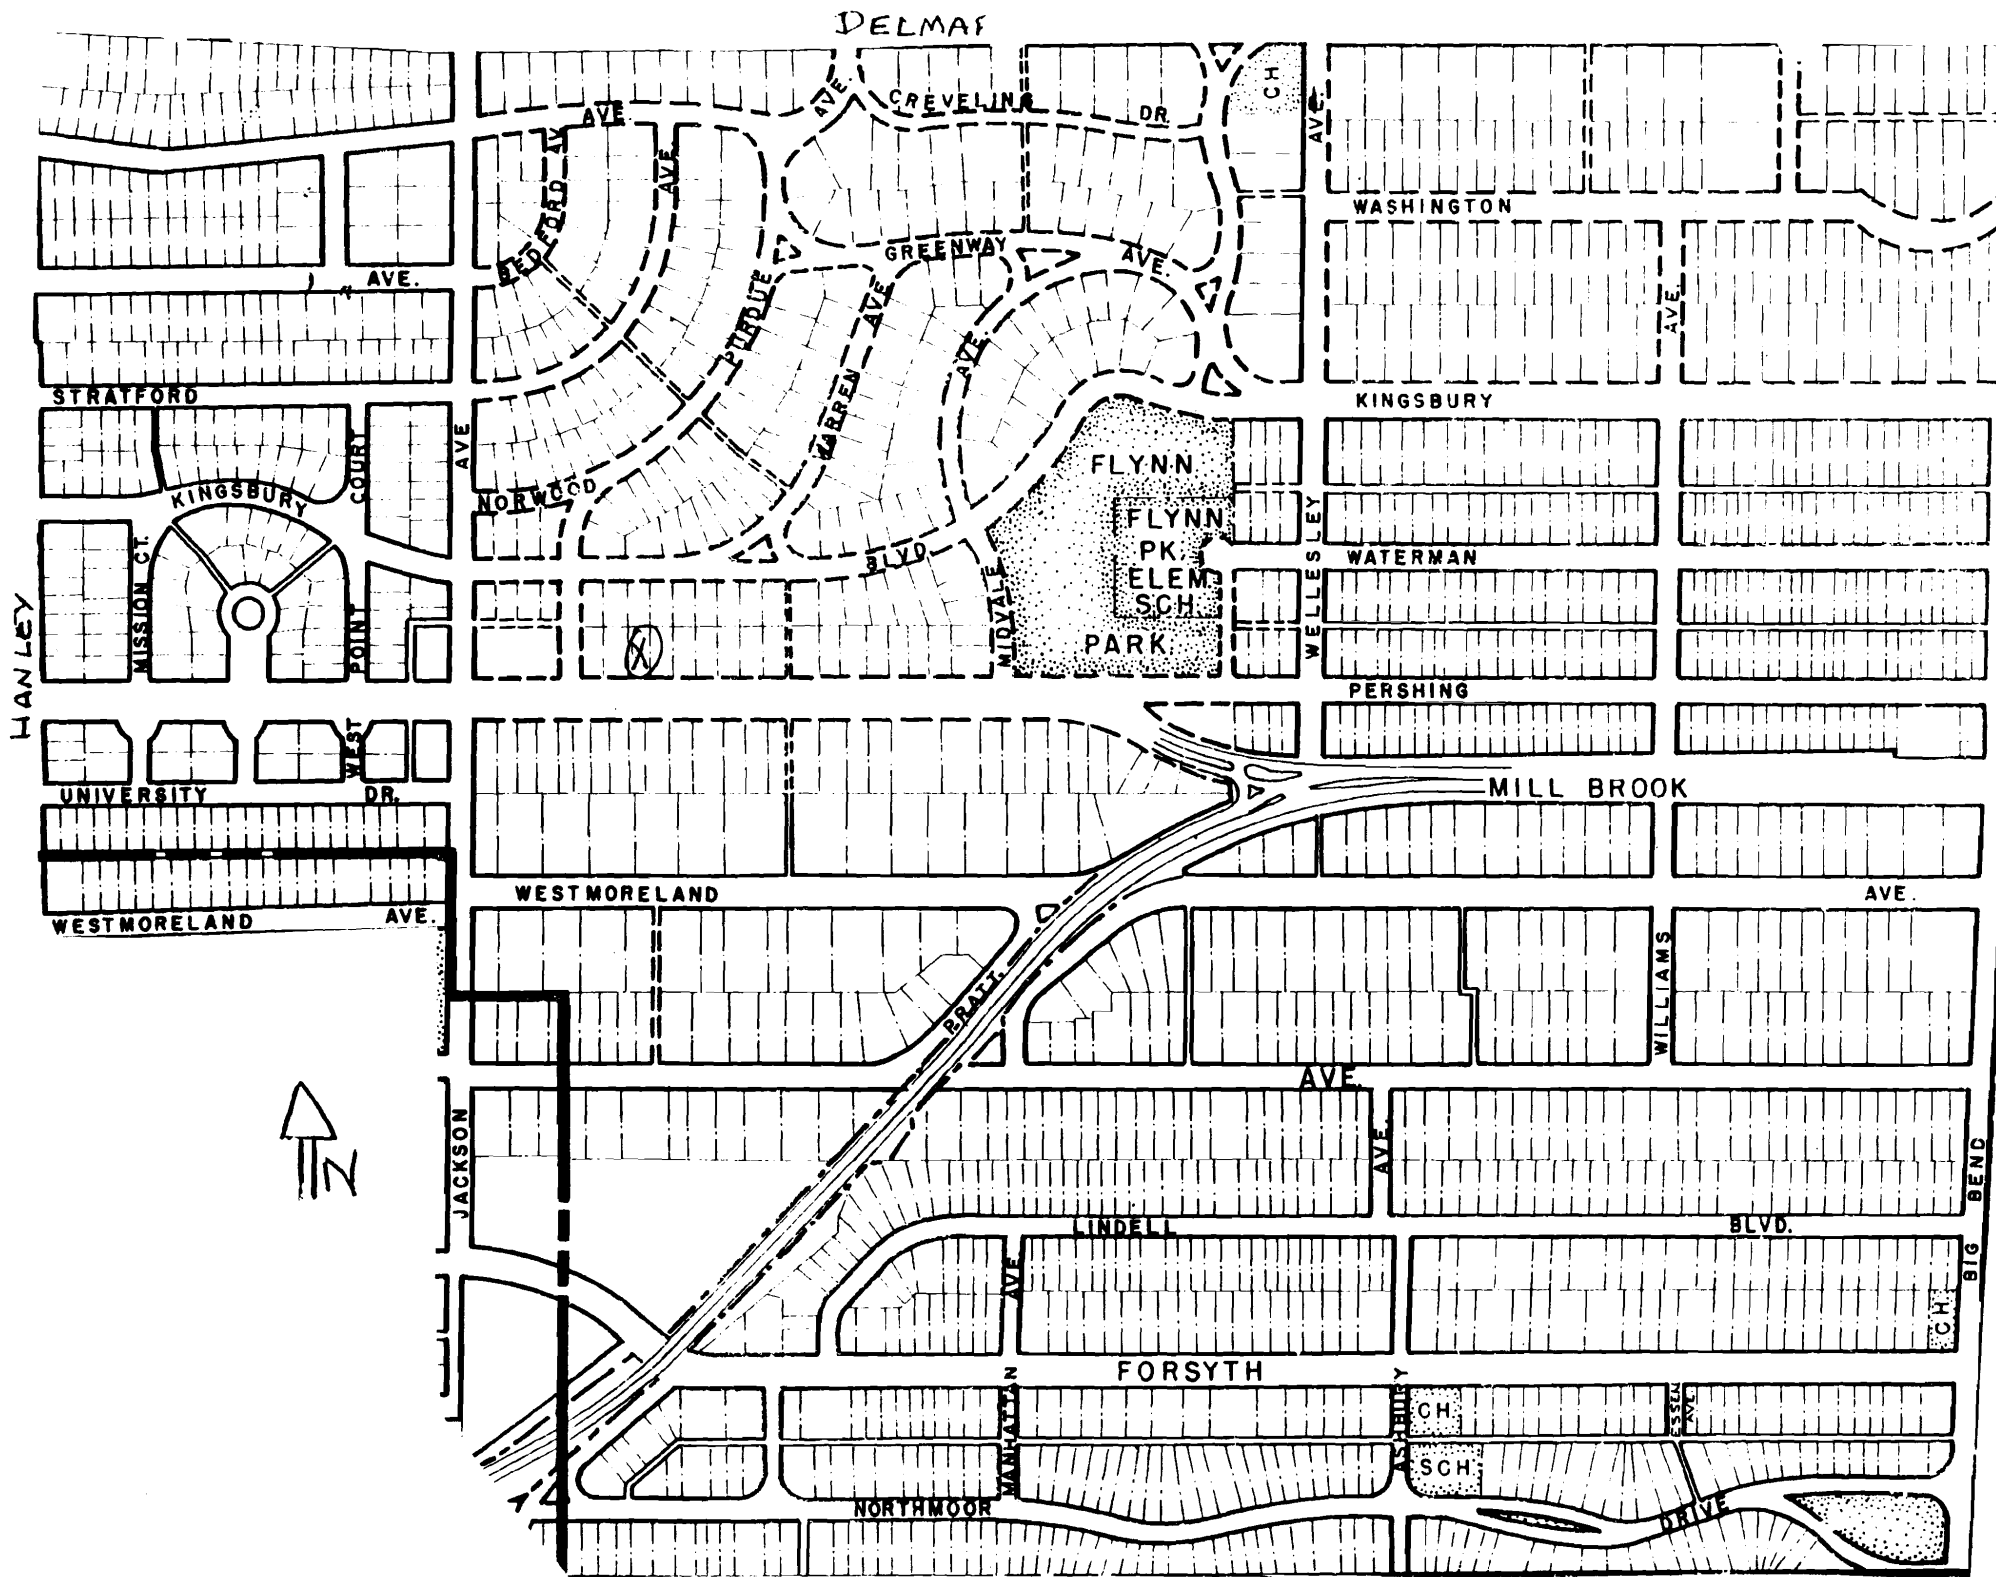 DELMAR
CREVELING
DR.
AVE.
AVE.
CH
AVE.
BEDFORD AV
AVE.
WASHINGTON
GREENWAY
AVE.
AVE.
PURDUE
AVE
AVE.
AVE.
STRATFORD
WARREN
KINGSBURY
AVE
COURT
KINGSBURY
NORWOOD
FLYNN
FLYNN
PK.
ELEM
SCH.
PARK
WELLESLEY
WATERMAN
BLVD
MIDVALE
MISSION CT.
POINT
HANLEY
PERSHING
WEST
UNIVERSITY
DR.
MILL BROOK
WESTMORELAND
AVE.
WESTMORELAND
AVE.
WILLIAMS
PRATT.
AVE.
JACKSON
N
AVE.
BEND
LINDELL
BLVD.
BIG
AVE
CH
FORSYTH
MANHATTAN
ASHBURY
CH
ESSEX
AVE
SCH
NORTHMOOR
DRIVE